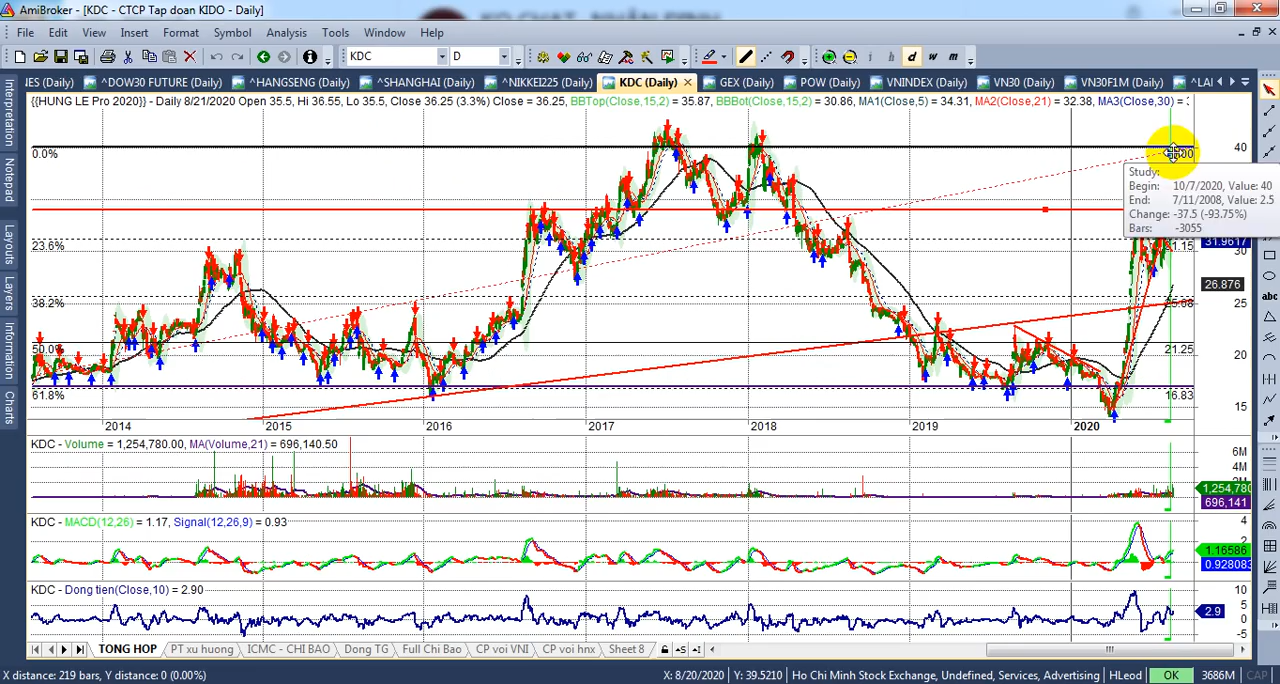 AmiBroker - [KDC - CTCP Tap doan KIDO - Daily]
File Edit View Insert Format Symbol Analysis Tools Window Help
KDC D i h d w m
IES (Daily) ^DOW30 FUTURE (Daily) ^HANGSENG (Daily) ^SHANGHAI (Daily) ^NIKKEI225 (Daily) KDC (Daily) GEX (Daily) POW (Daily) VNINDEX (Daily) VN30 (Daily) VN30F1M (Daily) ^LAI
{{HUNG LE Pro 2020}} - Daily 8/21/2020 Open 35.5, Hi 36.55, Lo 35.5, Close 36.25 (3.3%) Close = 36.25, BBTop(Close,15,2) = 35.87, BBBot(Close,15,2) = 30.86, MA1(Close,5) = 34.31, MA2(Close,21) = 32.38, MA3(Close,30) =
Interpretation
Notepad
Layouts
Layers
Information
Charts
0.0%
40
Study:
Begin: 10/7/2020, Value: 40
End: 7/11/2008, Value: 2.5
Change: -37.5 (-93.75%)
Bars: -3055
23.6%
31.15
31.9617
30
26.876
38.2%
25
50.0%
21.25
20
61.8%
16.83
15
abc
2014 2015 2016 2017 2018 2019 2020
KDC - Volume = 1,254,780.00, MA(Volume,21) = 696,140.50
6M
4M
1,254,780
696,141
KDC - MACD(12,26) = 1.17, Signal(12,26,9) = 0.93
4
2
1.16586
0.928083
KDC - Dong tien(Close,10) = 2.90
10
5
2.9
0
-5
TONG HOP PT xu huong ICMC - CHI BAO Dong TG Full Chi Bao CP voi VNI CP voi hnx Sheet 8
X distance: 219 bars, Y distance: 0 (0.00%) X: 8/20/2020 Y: 39.5210 Ho Chi Minh Stock Exchange, Undefined, Services, Advertising HLeod OK 3686M CAP